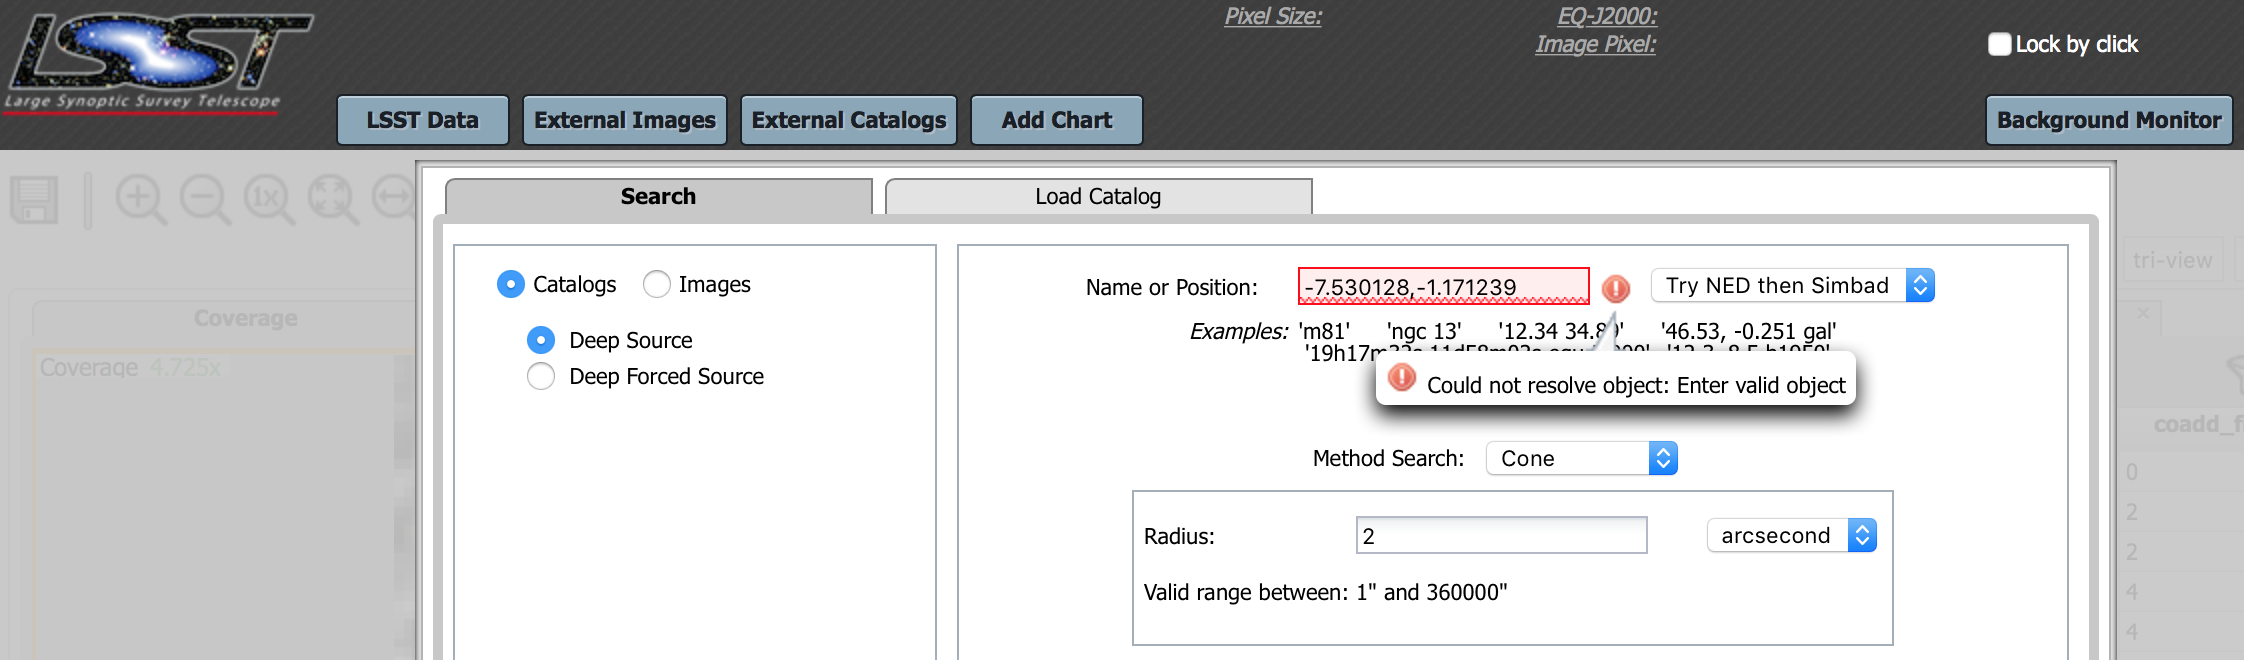 LSST
Large Synoptic Survey Telescope
Pixel Size:
EQ-J2000:
Image Pixel:
Lock by click
LSST Data
External Images
External Catalogs
Add Chart
Background Monitor
1x
Search
Load Catalog
tri-view
Catalogs
Images
Name or Position:
-7.530128,-1.171239
Try NED then Simbad
Coverage
Examples: 'm81' 'ngc 13' '12.34 34.89' '46.53, -0.251 gal'
Deep Source
Coverage 4.725x
Deep Forced Source
Could not resolve object: Enter valid object
Method Search:
Cone
0
Radius:
2
arcsecond
2
2
Valid range between: 1" and 360000"
4
4